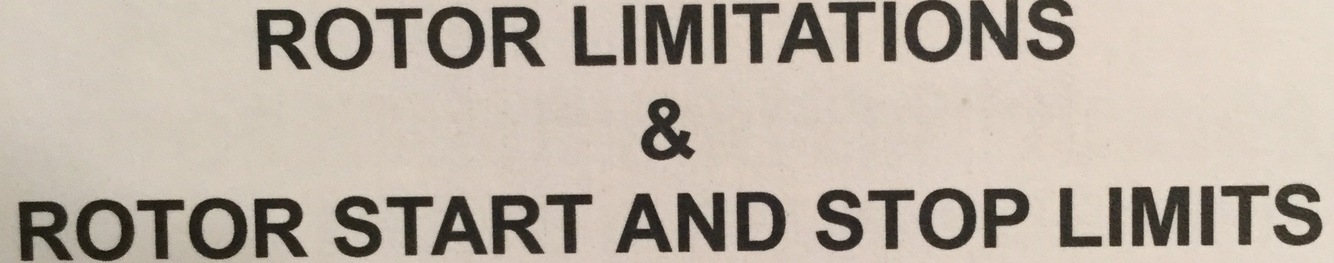 ROTOR LIMITATIONS
&
ROTOR START AND STOP LIMITS